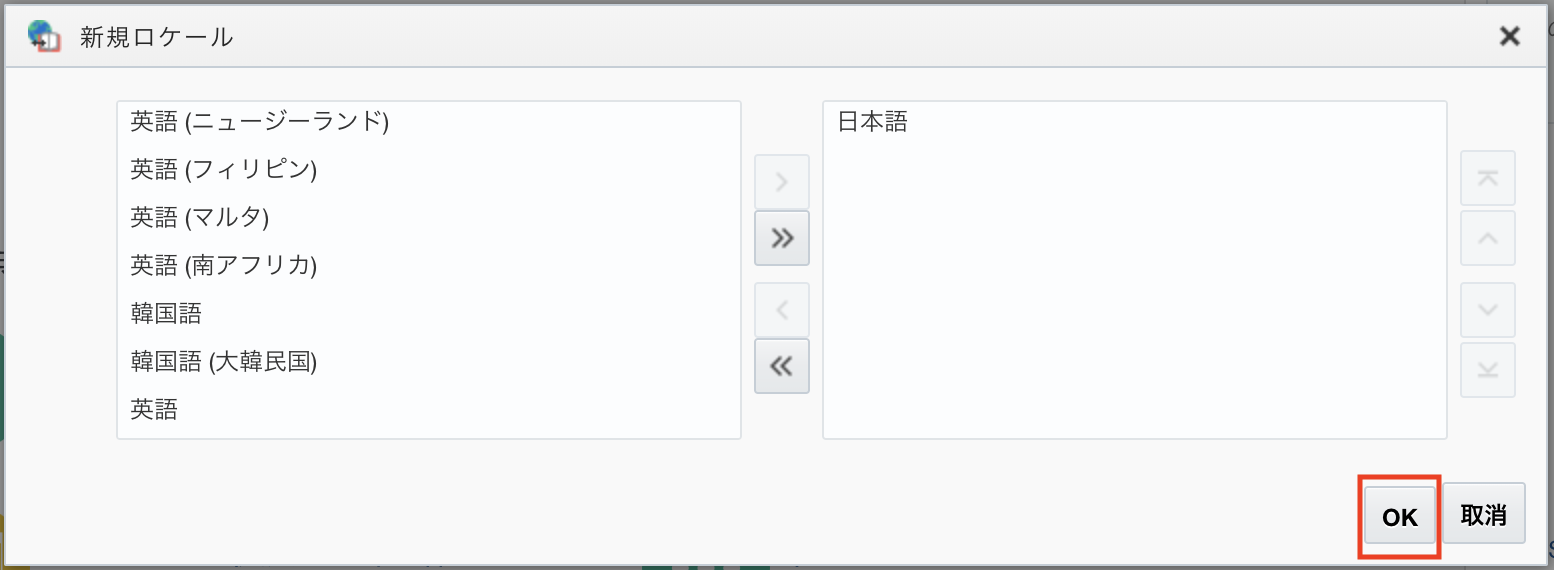 新規ロケール
英語 (ニュージーランド)
英語 (フィリピン)
英語 (マルタ)
英語 (南アフリカ)
韓国語
韓国語 (大韓民国)
英語
日本語
OK
取消